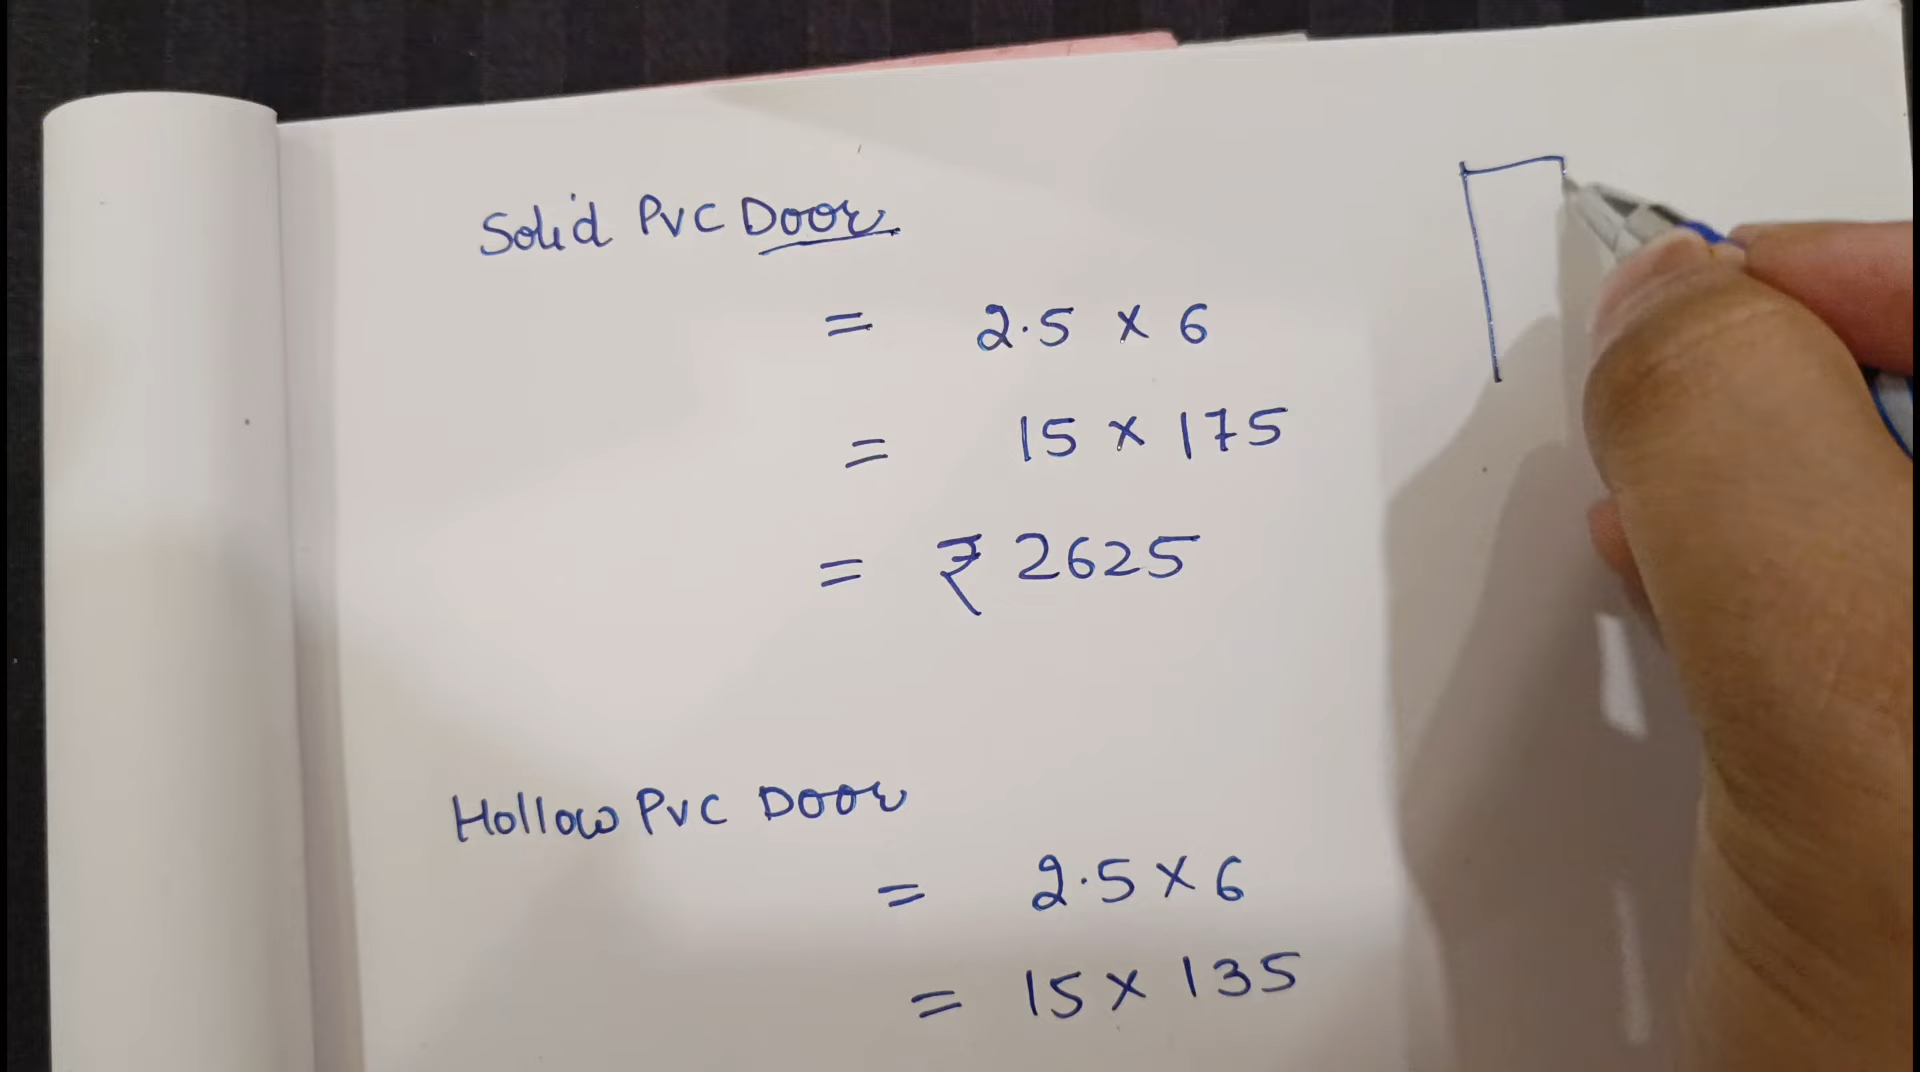 Solid PVC Door
= 2.5 × 6
= 15 × 175
= ₹ 2625
Hollow PVC Door
= 2.5 × 6
= 15 × 135